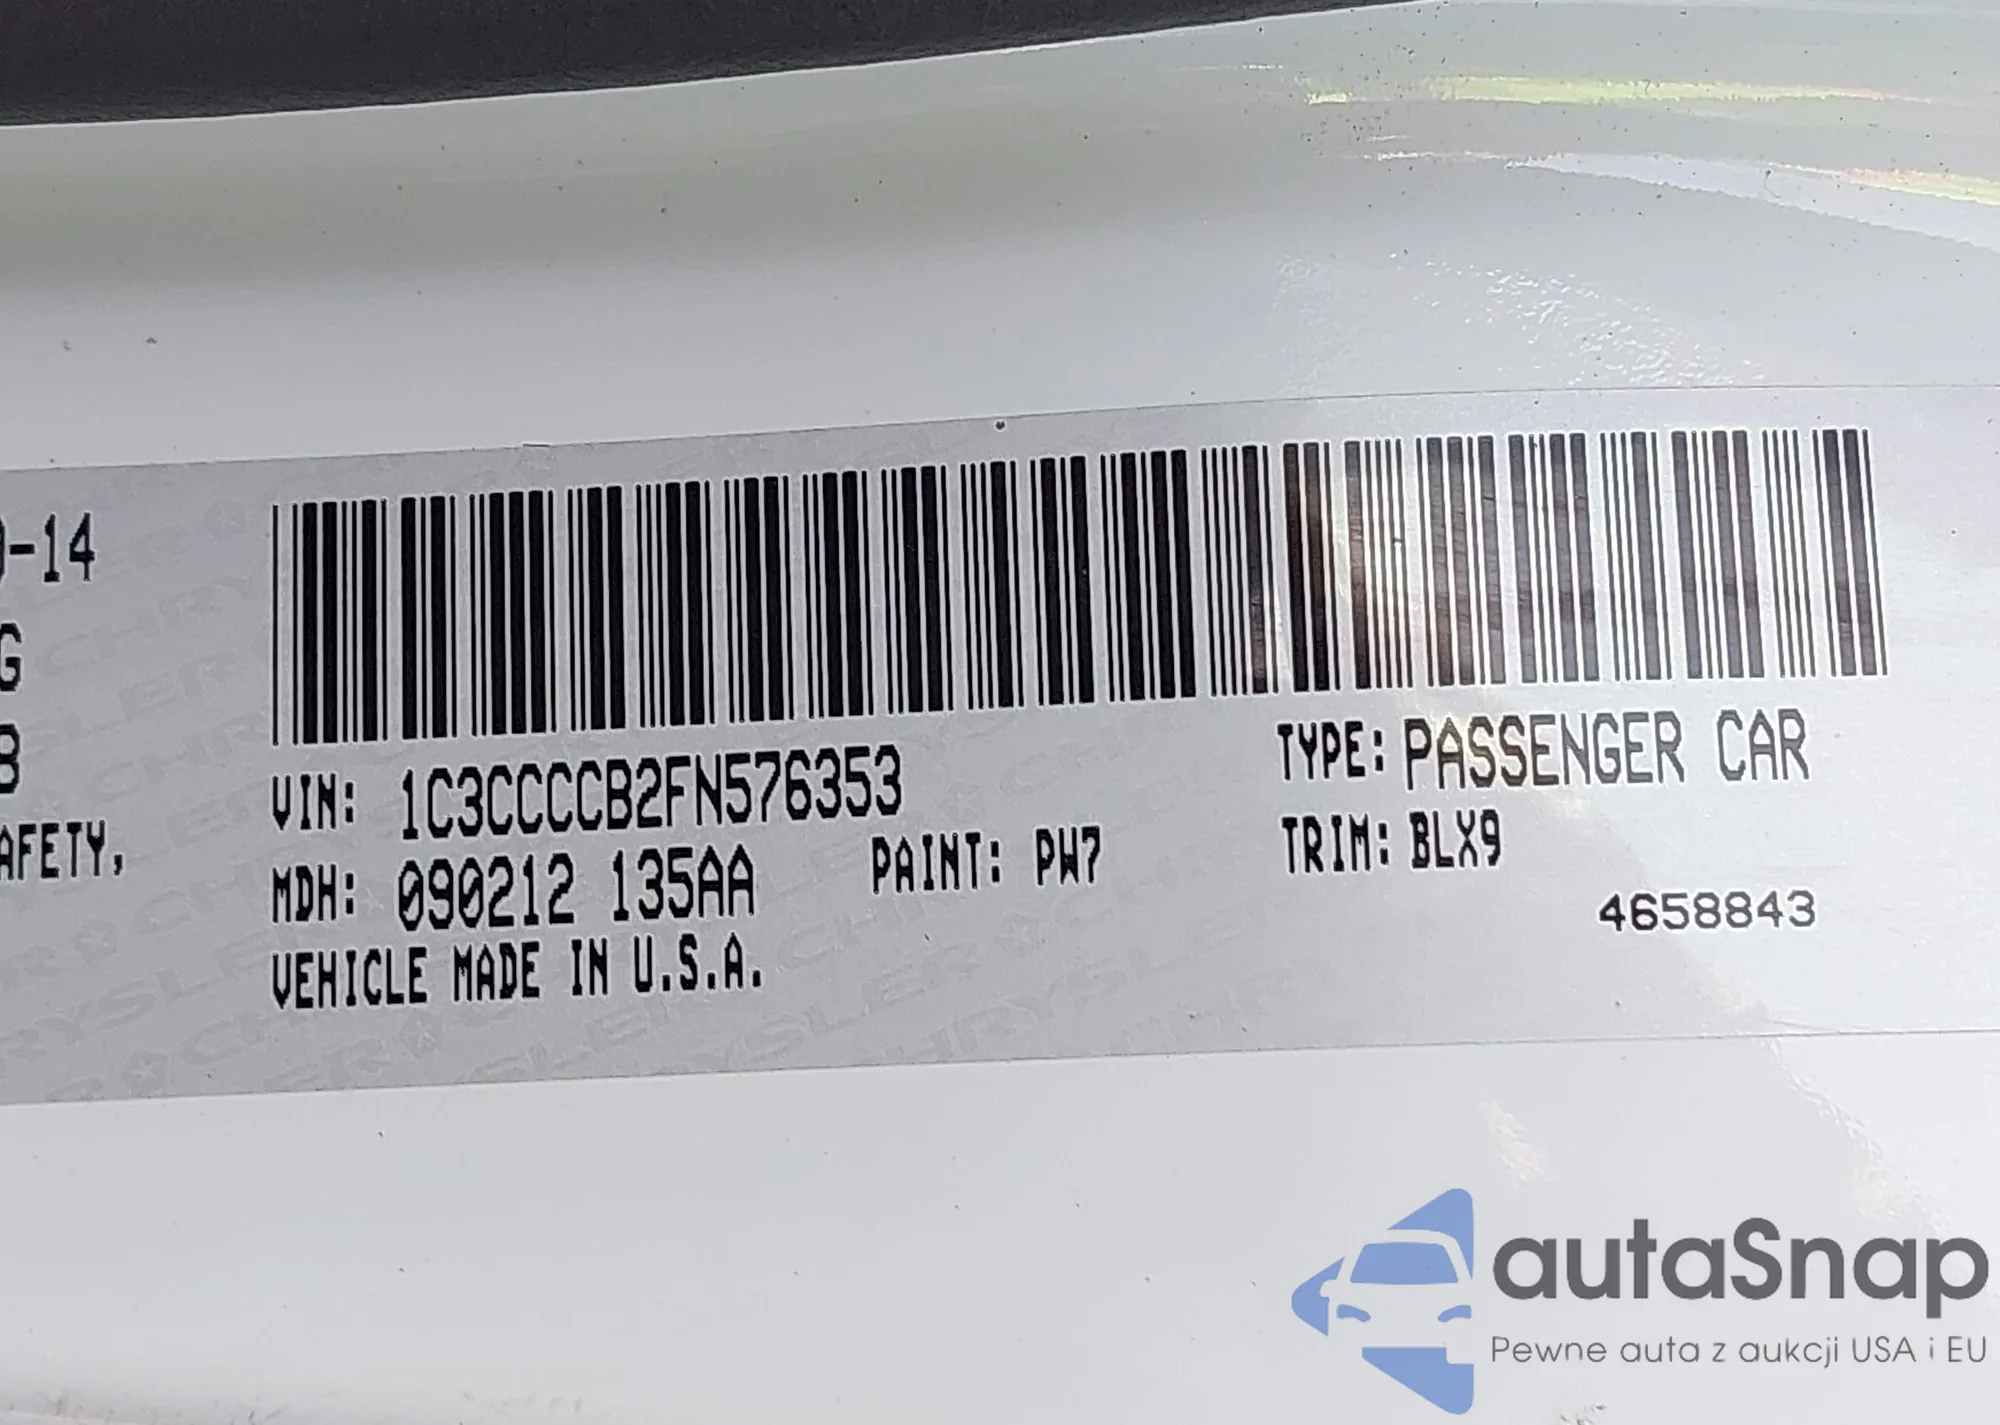 -14
G
B
AFETY,
VIN: 1C3CCCCB2FN576353
TYPE: PASSENGER CAR
MDH: 090212 135AA
PAINT: PW7
TRIM: BLX9
VEHICLE MADE IN U.S.A.
4658843
CHRYSLER
autaSnap
Pewne auta z aukcji USA i EU